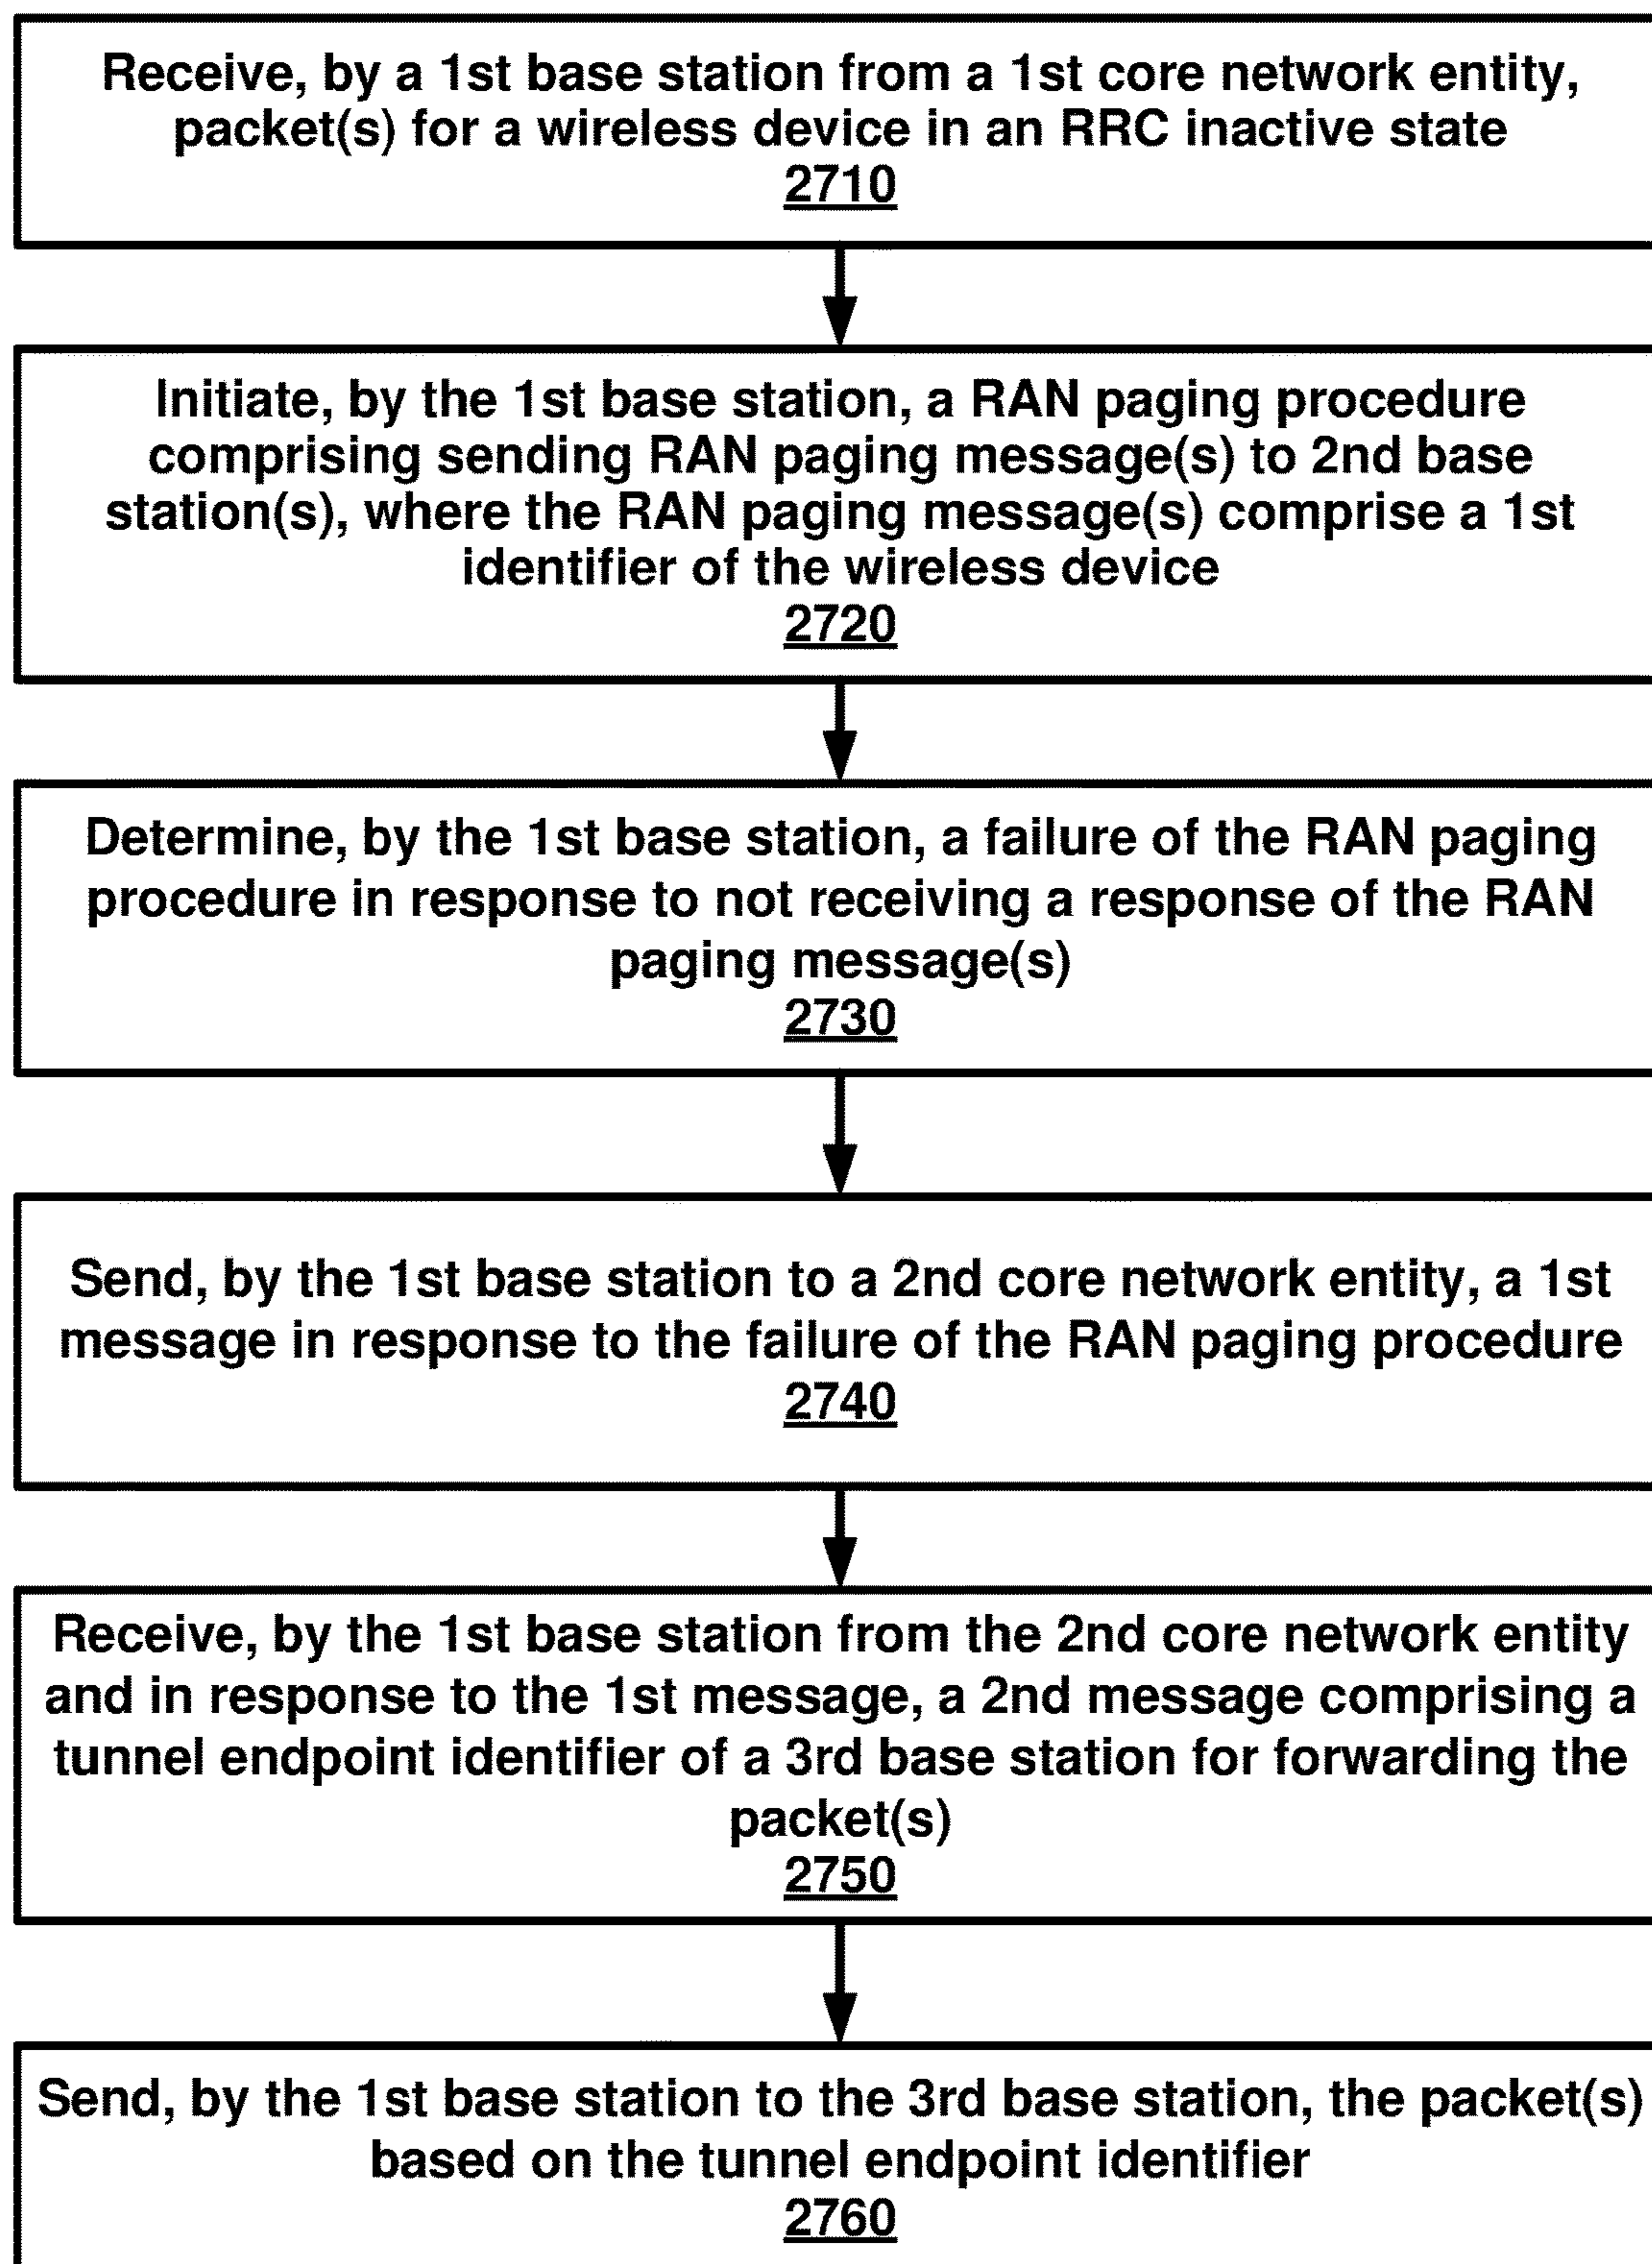 Receive, by a 1st base station from a 1st core network entity,
packet(s) for a wireless device in an RRC inactive state
2710
Initiate, by the 1st base station, a RAN paging procedure
comprising sending RAN paging message(s) to 2nd base
station(s), where the RAN paging message(s) comprise a 1st
identifier of the wireless device
2720
Determine, by the 1st base station, a failure of the RAN paging
procedure in response to not receiving a response of the RAN
paging message(s)
2730
Send, by the 1st base station to a 2nd core network entity, a 1st
message in response to the failure of the RAN paging procedure
2740
Receive, by the 1st base station from the 2nd core network entity
and in response to the 1st message, a 2nd message comprising a
tunnel endpoint identifier of a 3rd base station for forwarding the
packet(s)
2750
Send, by the 1st base station to the 3rd base station, the packet(s)
based on the tunnel endpoint identifier
2760